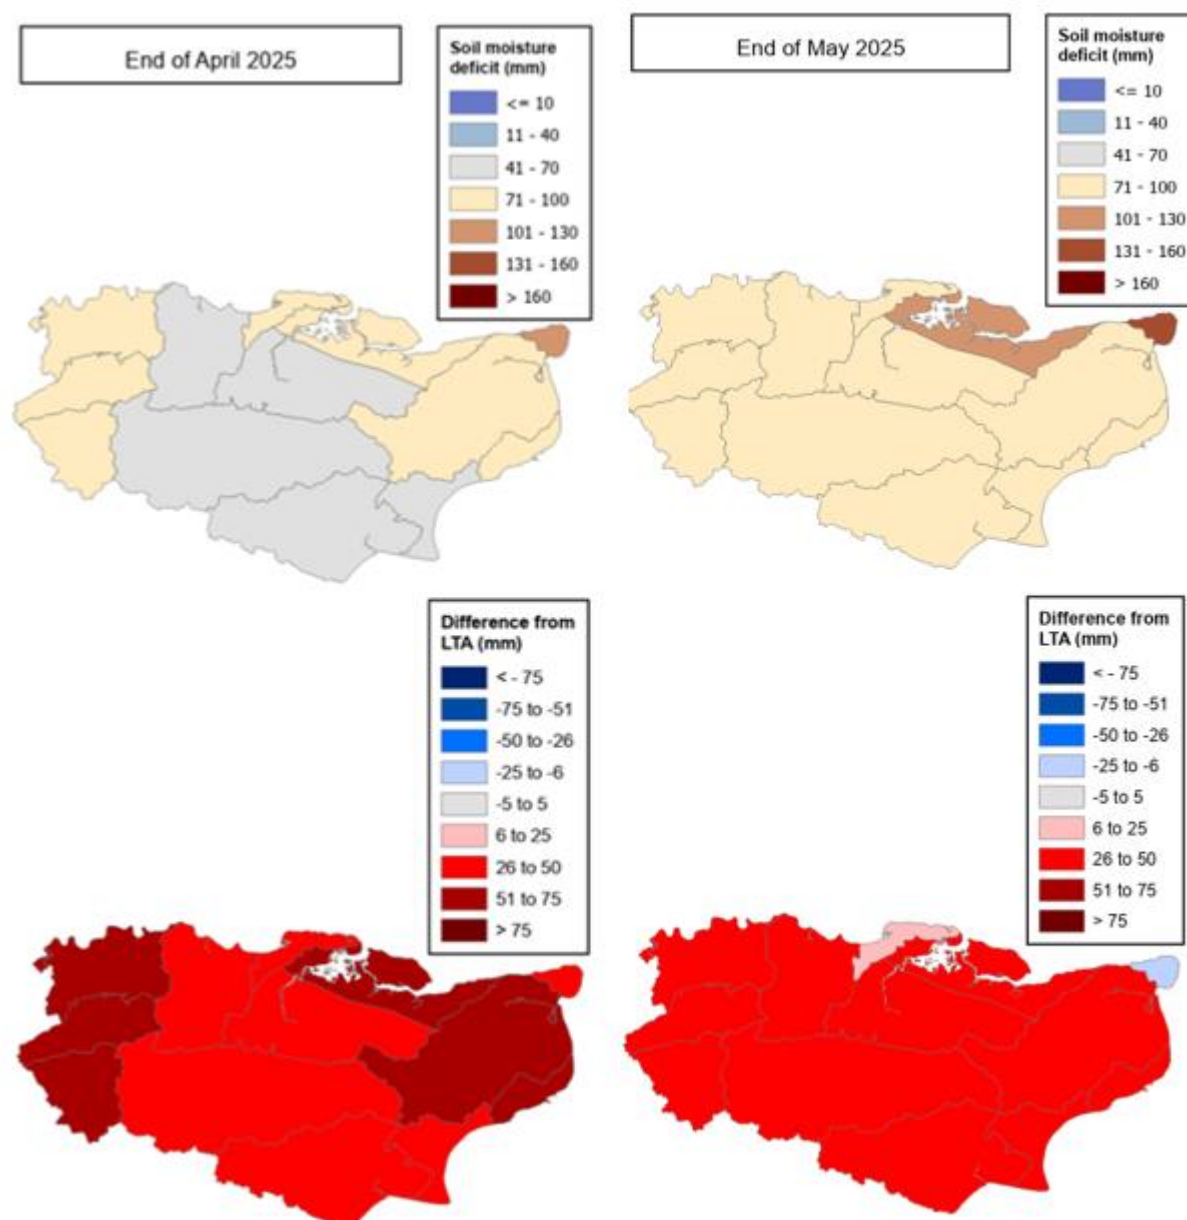 End of April 2025
Soil moisture
deficit (mm)
<= 10
11 - 40
41 - 70
71 - 100
101 - 130
131 - 160
> 160
End of May 2025
Soil moisture
deficit (mm)
<= 10
11 - 40
41 - 70
71 - 100
101 - 130
131 - 160
> 160
Difference from
LTA (mm)
< - 75
-75 to -51
-50 to -26
-25 to -6
-5 to 5
6 to 25
26 to 50
51 to 75
> 75
Difference from
LTA (mm)
< - 75
-75 to -51
-50 to -26
-25 to -6
-5 to 5
6 to 25
26 to 50
51 to 75
> 75